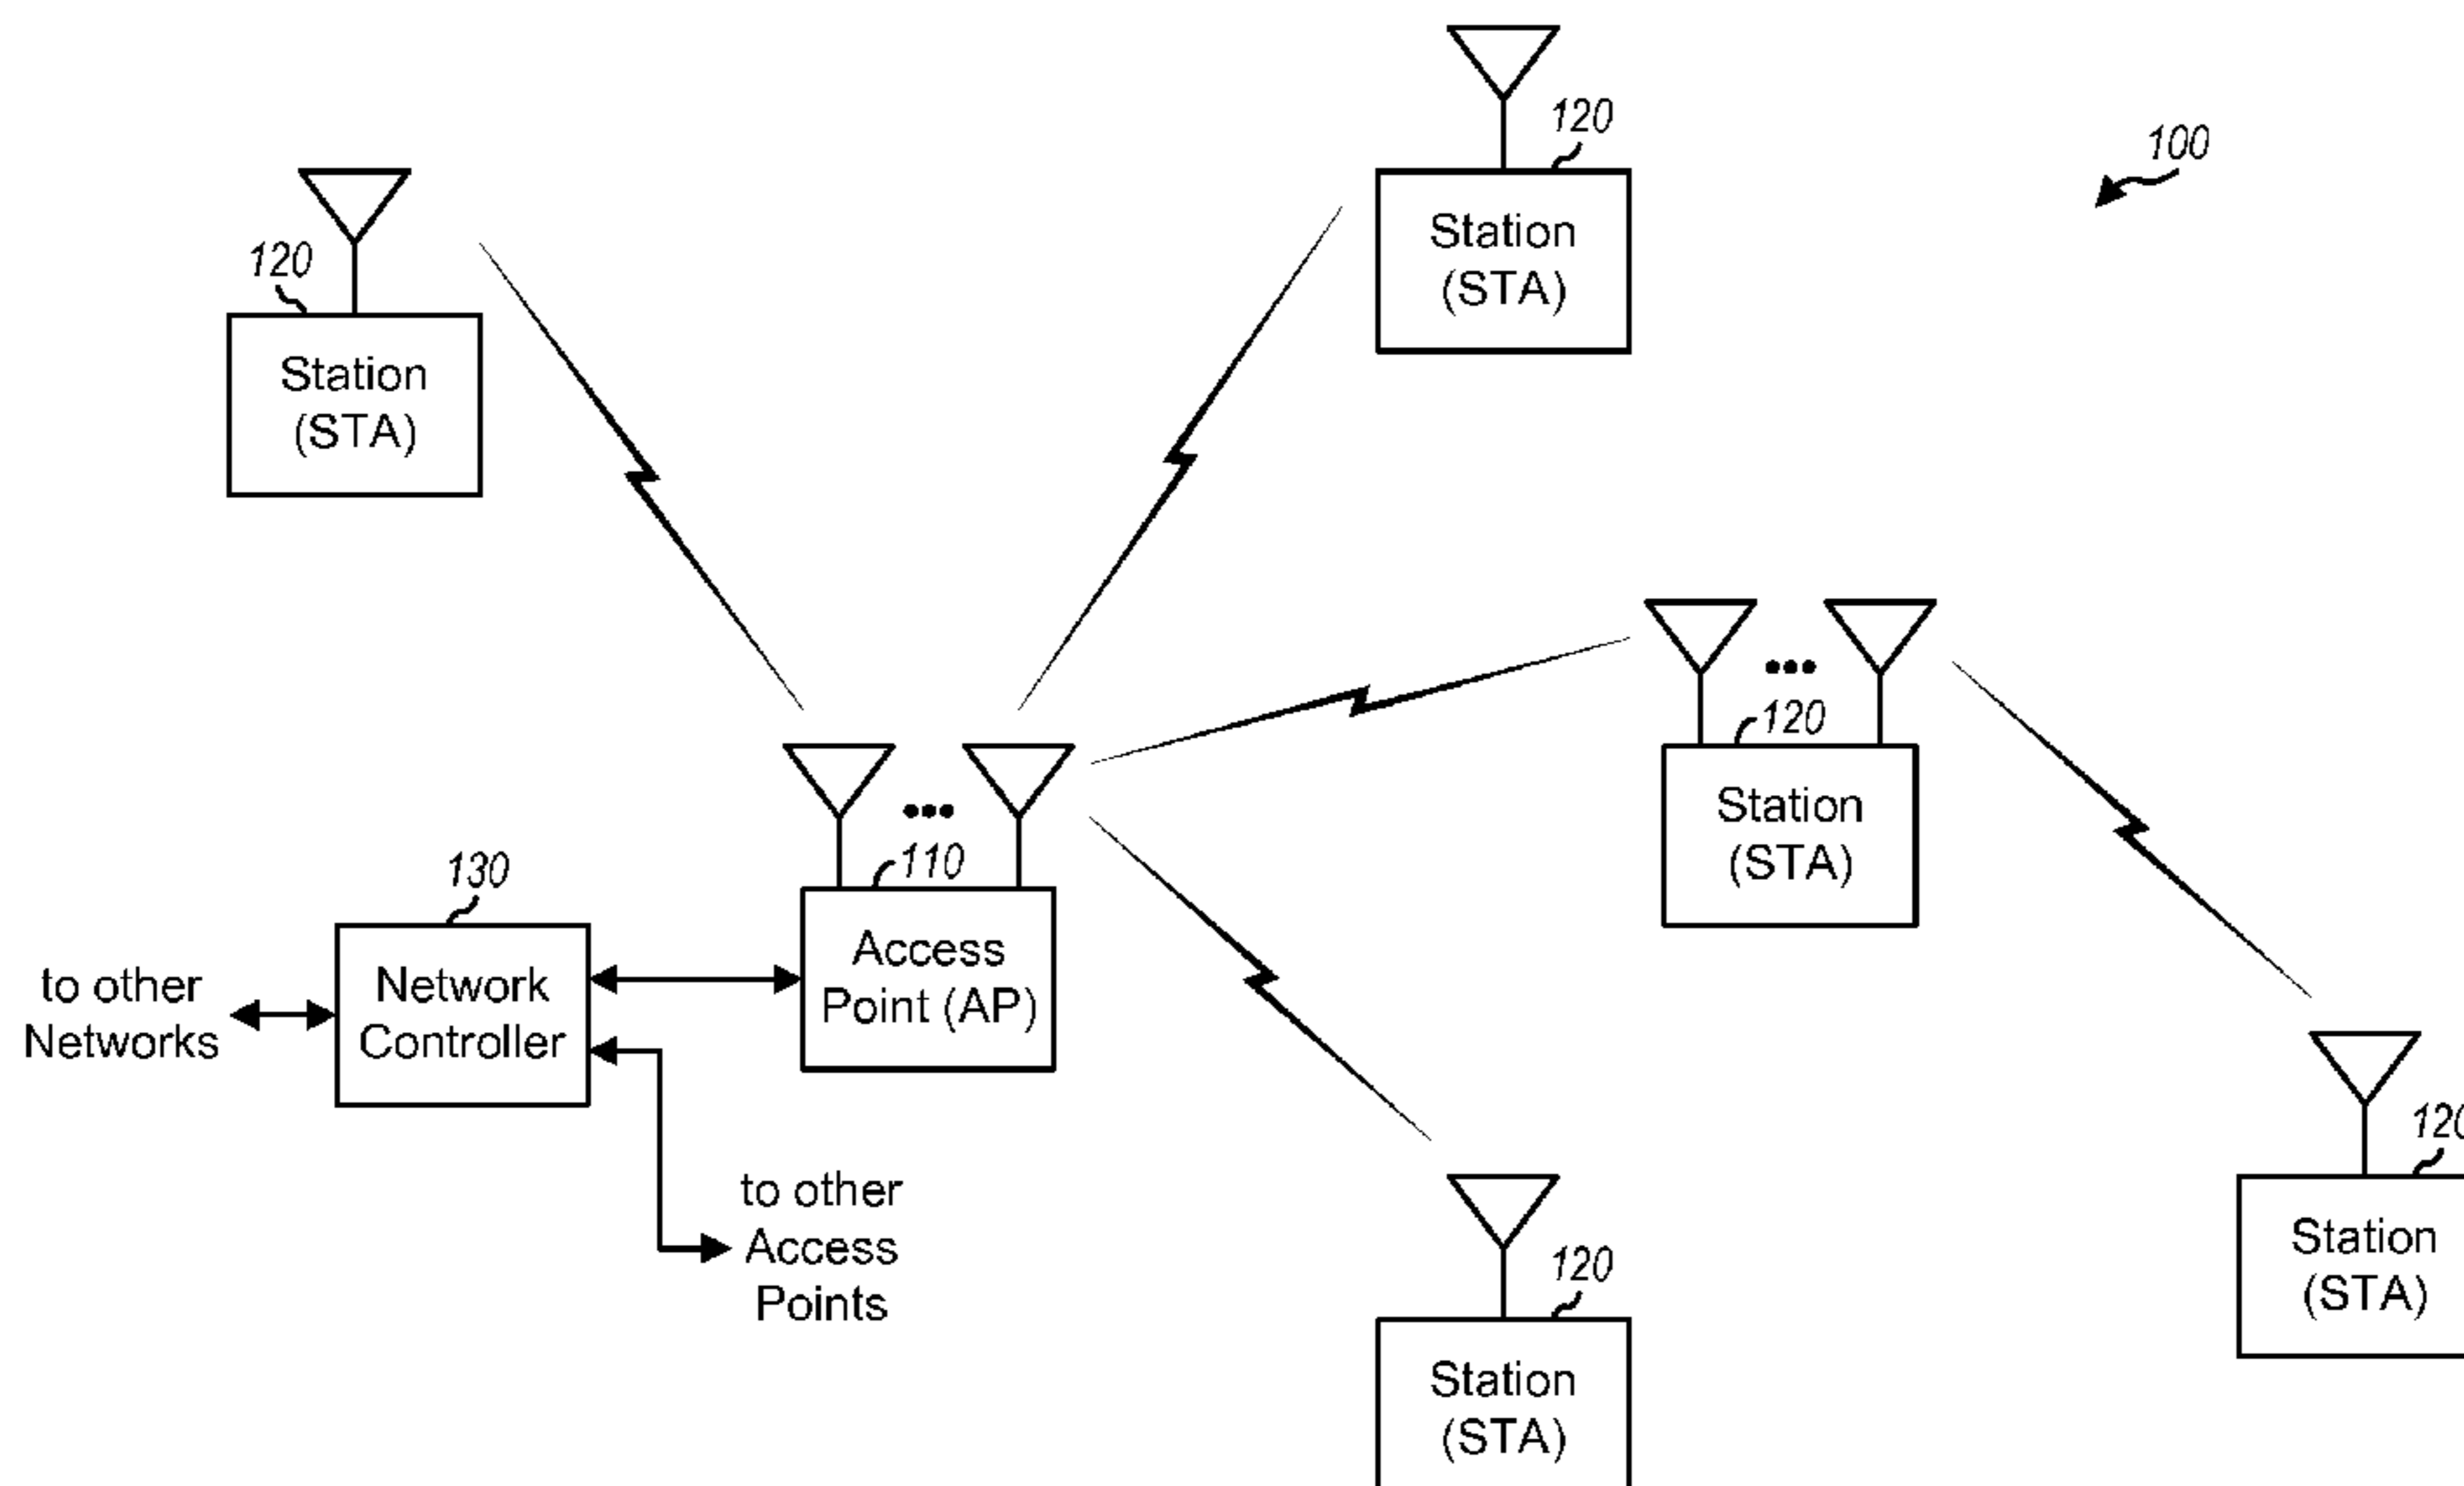 120
Station
(STA)
100
120
Station
(STA)
120
Station
(STA)
110
Access
Point (AP)
130
Network
Controller
to other
Networks
to other
Access
Points
120
Station
(STA)
120
Station
(STA)